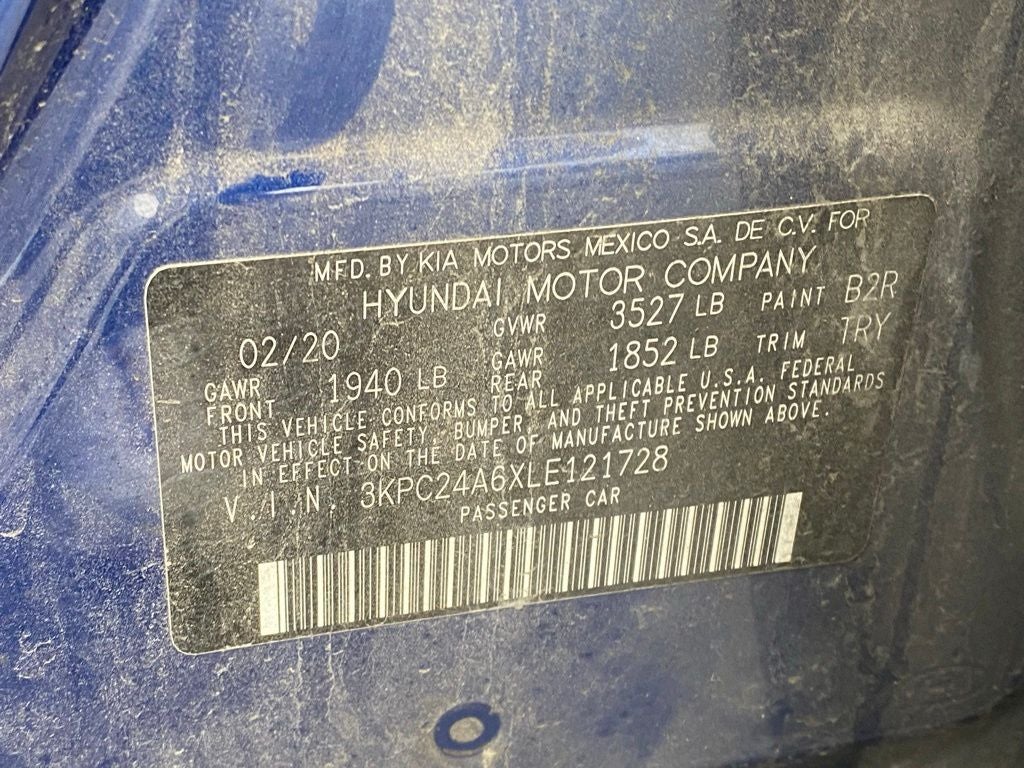 MFD. BY KIA MOTORS MEXICO S.A. DE C.V. FOR
HYUNDAI MOTOR COMPANY
02/20 GVWR 3527 LB PAINT B2R
GAWR FRONT 1940 LB GAWR REAR 1852 LB TRIM TRY
THIS VEHICLE CONFORMS TO ALL APPLICABLE U.S.A. FEDERAL
MOTOR VEHICLE SAFETY, BUMPER, AND THEFT PREVENTION STANDARDS
IN EFFECT ON THE DATE OF MANUFACTURE SHOWN ABOVE.
V.I.N. 3KPC24A6XLE121728
PASSENGER CAR